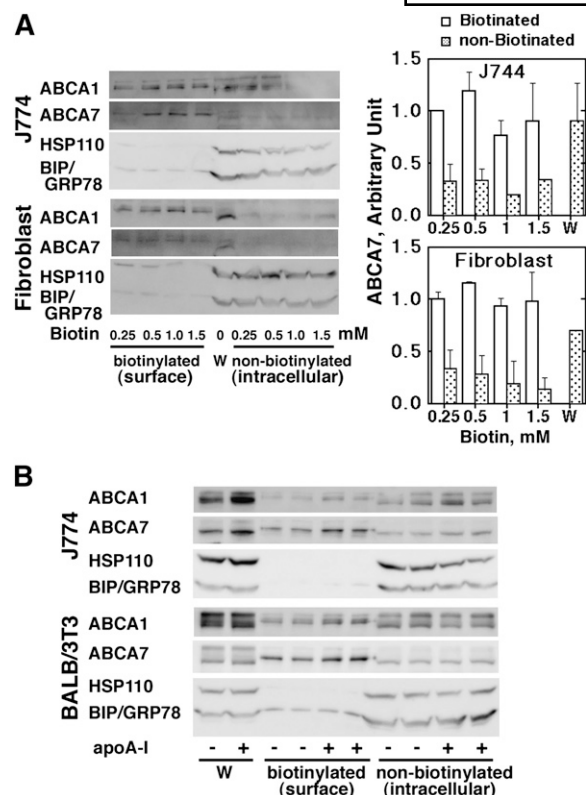 A
J774
ABCA1
ABCA7
HSP110
BIP/
GRP78
Fibroblast
ABCA1
ABCA7
HSP110
BIP/
GRP78
Biotin 0.25 0.5 1.0 1.5 0 0.25 0.5 1.0 1.5 mM
biotinylated W non-biotinylated
(surface) (intracellular)
Biotinated
non-Biotinated
ABCA7, Arbitrary Unit
1.5
1.0
0.5
0.0
J744
0.25 0.5 1 1.5 W
1.5
1.0
0.5
0.0
Fibroblast
0.25 0.5 1 1.5 W
Biotin, mM
B
J774
ABCA1
ABCA7
HSP110
BIP/GRP78
BALB/3T3
ABCA1
ABCA7
HSP110
BIP/GRP78
apoA-I - + - - + + - - + +
W biotinylated non-biotinylated
(surface) (intracellular)